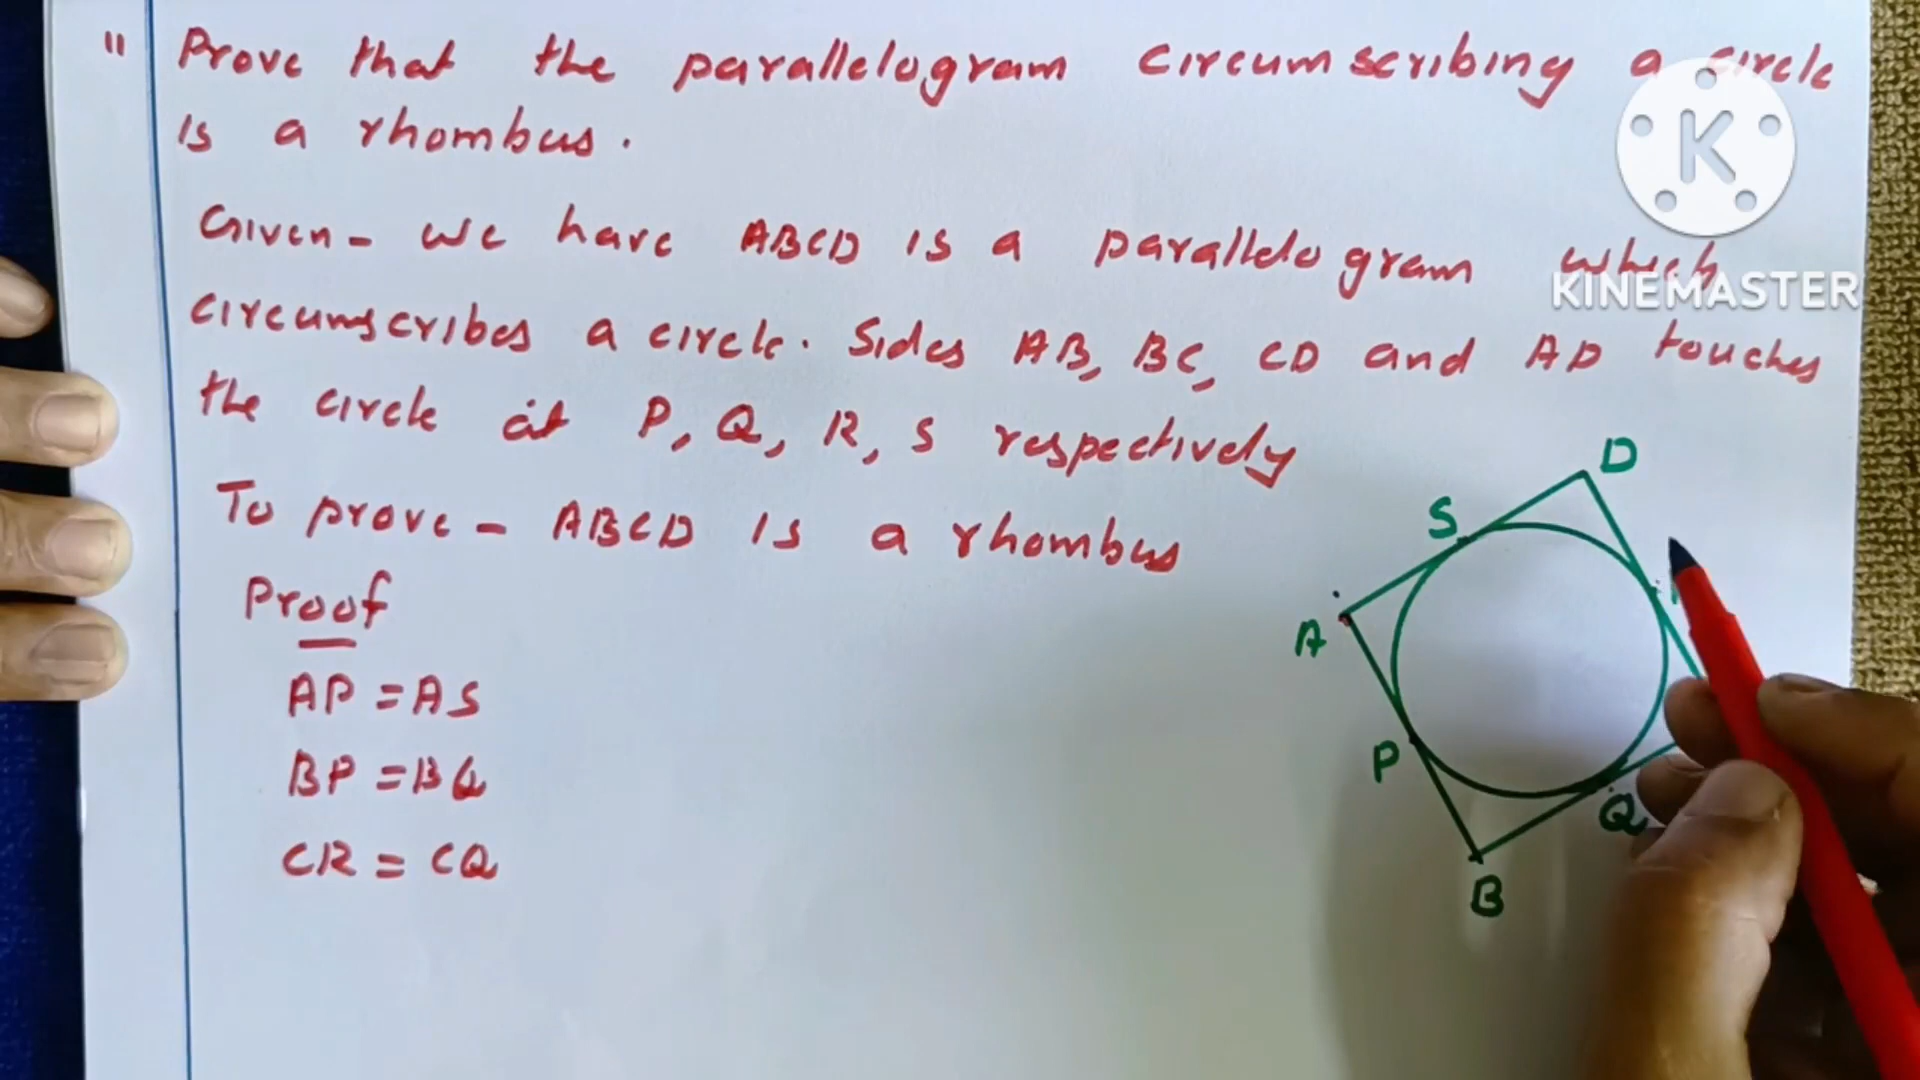 11 Prove that the parallelogram circumscribing a circle
is a rhombus.
Given - we have ABCD is a parallelogram which
circumscribes a circle. Sides AB, BC, CD and AD touches
the circle at P, Q, R, S respectively
To prove - ABCD is a rhombus
Proof
AP = AS
BP = BQ
CR = CQ
D
S
A
P
Q
B
K
KINEMASTER